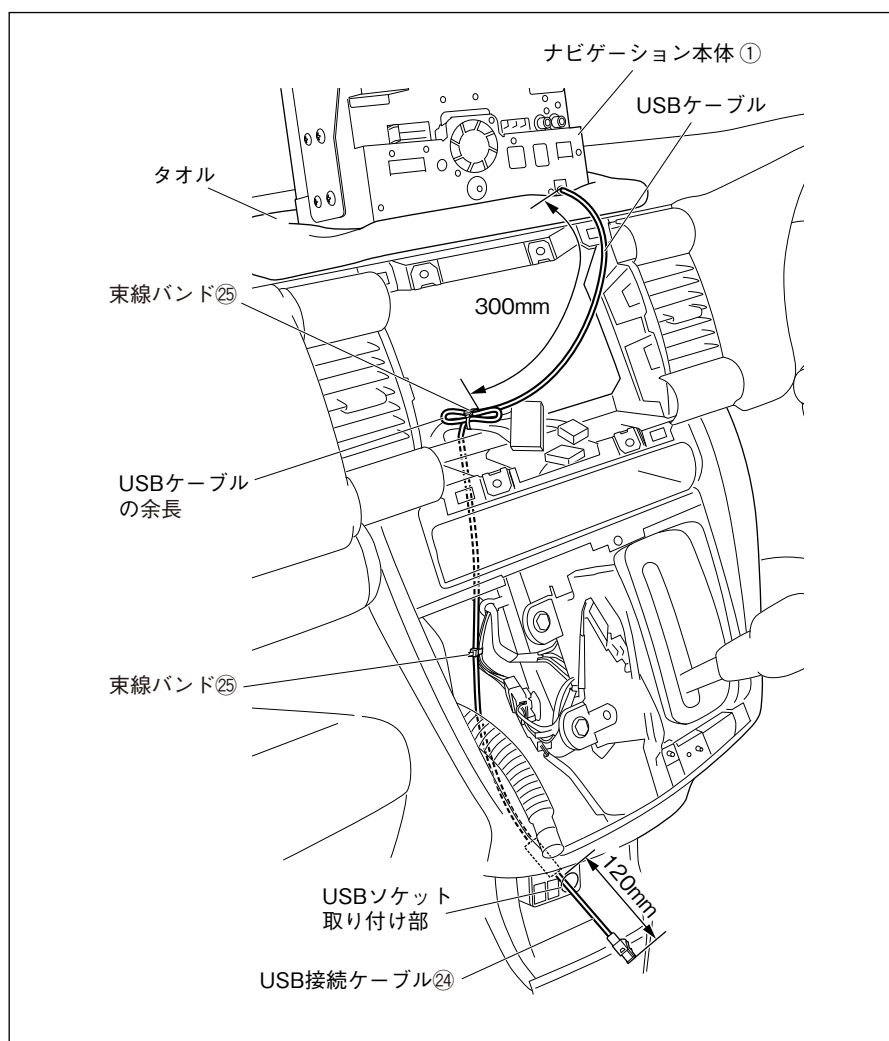 ナビゲーション本体①
USBケーブル
タオル
束線バンド㉕
300mm
USBケーブル
の余長
束線バンド㉕
120mm
USBソケット
取り付け部
USB接続ケーブル㉔